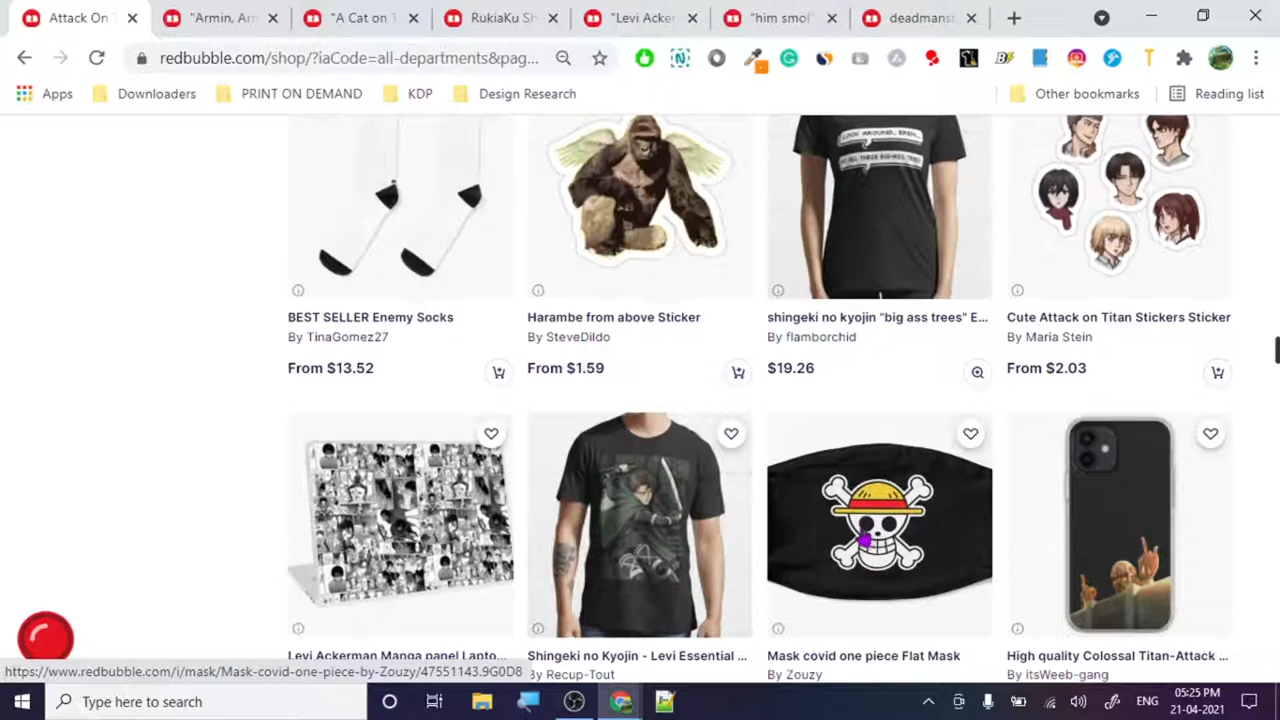 Attack On T
"Armin, Ar
"A Cat on T
RukiaKu Sh
"Levi Acker
"him smol"
deadmansh
redbubble.com/shop/?iaCode=all-departments&pag...
Apps
Downloaders
PRINT ON DEMAND
KDP
Design Research
Other bookmarks
Reading list
LOOK AROUND, EREN...
BEST SELLER Enemy Socks
By TinaGomez27
From $13.52
Harambe from above Sticker
By SteveDildo
From $1.59
shingeki no kyojin "big ass trees" E...
By flamborchid
$19.26
Cute Attack on Titan Stickers Sticker
By Maria Stein
From $2.03
Levi Ackerman Manga panel Lapto...
Shingeki no Kyojin - Levi Essential ...
By Recup-Tout
Mask covid one piece Flat Mask
By Zouzy
High quality Colossal Titan-Attack ...
By itsWeeb-gang
https://www.redbubble.com/i/mask/Mask-covid-one-piece-by-Zouzy/47551143.9G0D8
Type here to search
ENG
05:25 PM
21-04-2021